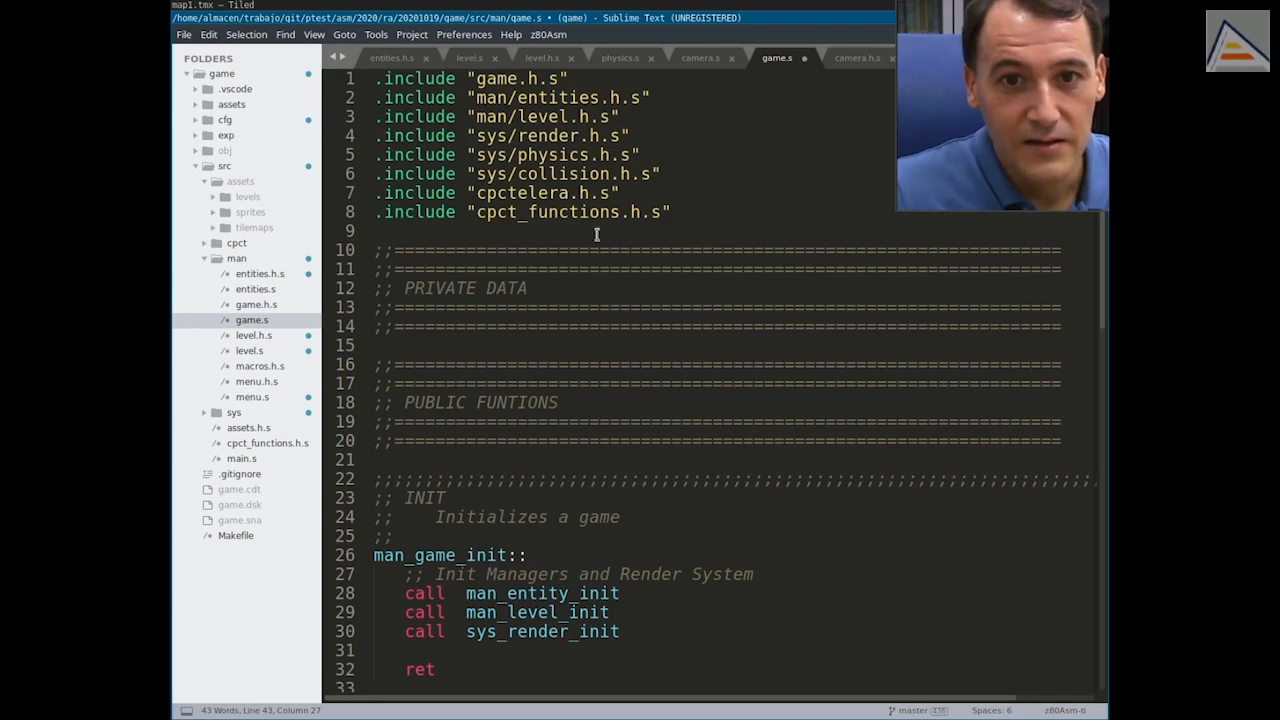 map1.tmx — Tiled
/home/almacen/trabajo/git/ptest/asm/2020/ra/20201019/game/src/man/game.s • (game) - Sublime Text (UNREGISTERED)
File Edit Selection Find View Goto Tools Project Preferences Help z80Asm
FOLDERS
game
.vscode
assets
cfg
exp
obj
src
assets
levels
sprites
tilemaps
cpct
man
entities.h.s
entities.s
game.h.s
game.s
level.h.s
level.s
macros.h.s
menu.h.s
menu.s
sys
assets.h.s
cpct_functions.h.s
main.s
.gitignore
game.cdt
game.dsk
game.sna
Makefile
entities.h.s × level.s × level.h.s × physics.s × camera.s × game.s • camera.h.s ×
1 .include "game.h.s"
2 .include "man/entities.h.s"
3 .include "man/level.h.s"
4 .include "sys/render.h.s"
5 .include "sys/physics.h.s"
6 .include "sys/collision.h.s"
7 .include "cpctelera.h.s"
8 .include "cpct_functions.h.s"
9
10 ;;=================================================================
11 ;;=================================================================
12 ;; PRIVATE DATA
13 ;;=================================================================
14 ;;=================================================================
15
16 ;;=================================================================
17 ;;=================================================================
18 ;; PUBLIC FUNTIONS
19 ;;=================================================================
20 ;;=================================================================
21
22 ;;;;;;;;;;;;;;;;;;;;;;;;;;;;;;;;;;;;;;;;;;;;;;;;;;;;;;;;;;;;;;;;;;;;;;;
23 ;; INIT
24 ;;    Initializes a game
25 ;;
26 man_game_init::
27    ;; Init Managers and Render System
28    call  man_entity_init
29    call  man_level_init
30    call  sys_render_init
31
32    ret
33
43 Words, Line 43, Column 27 master 436 Spaces: 6 z80Asm-ti